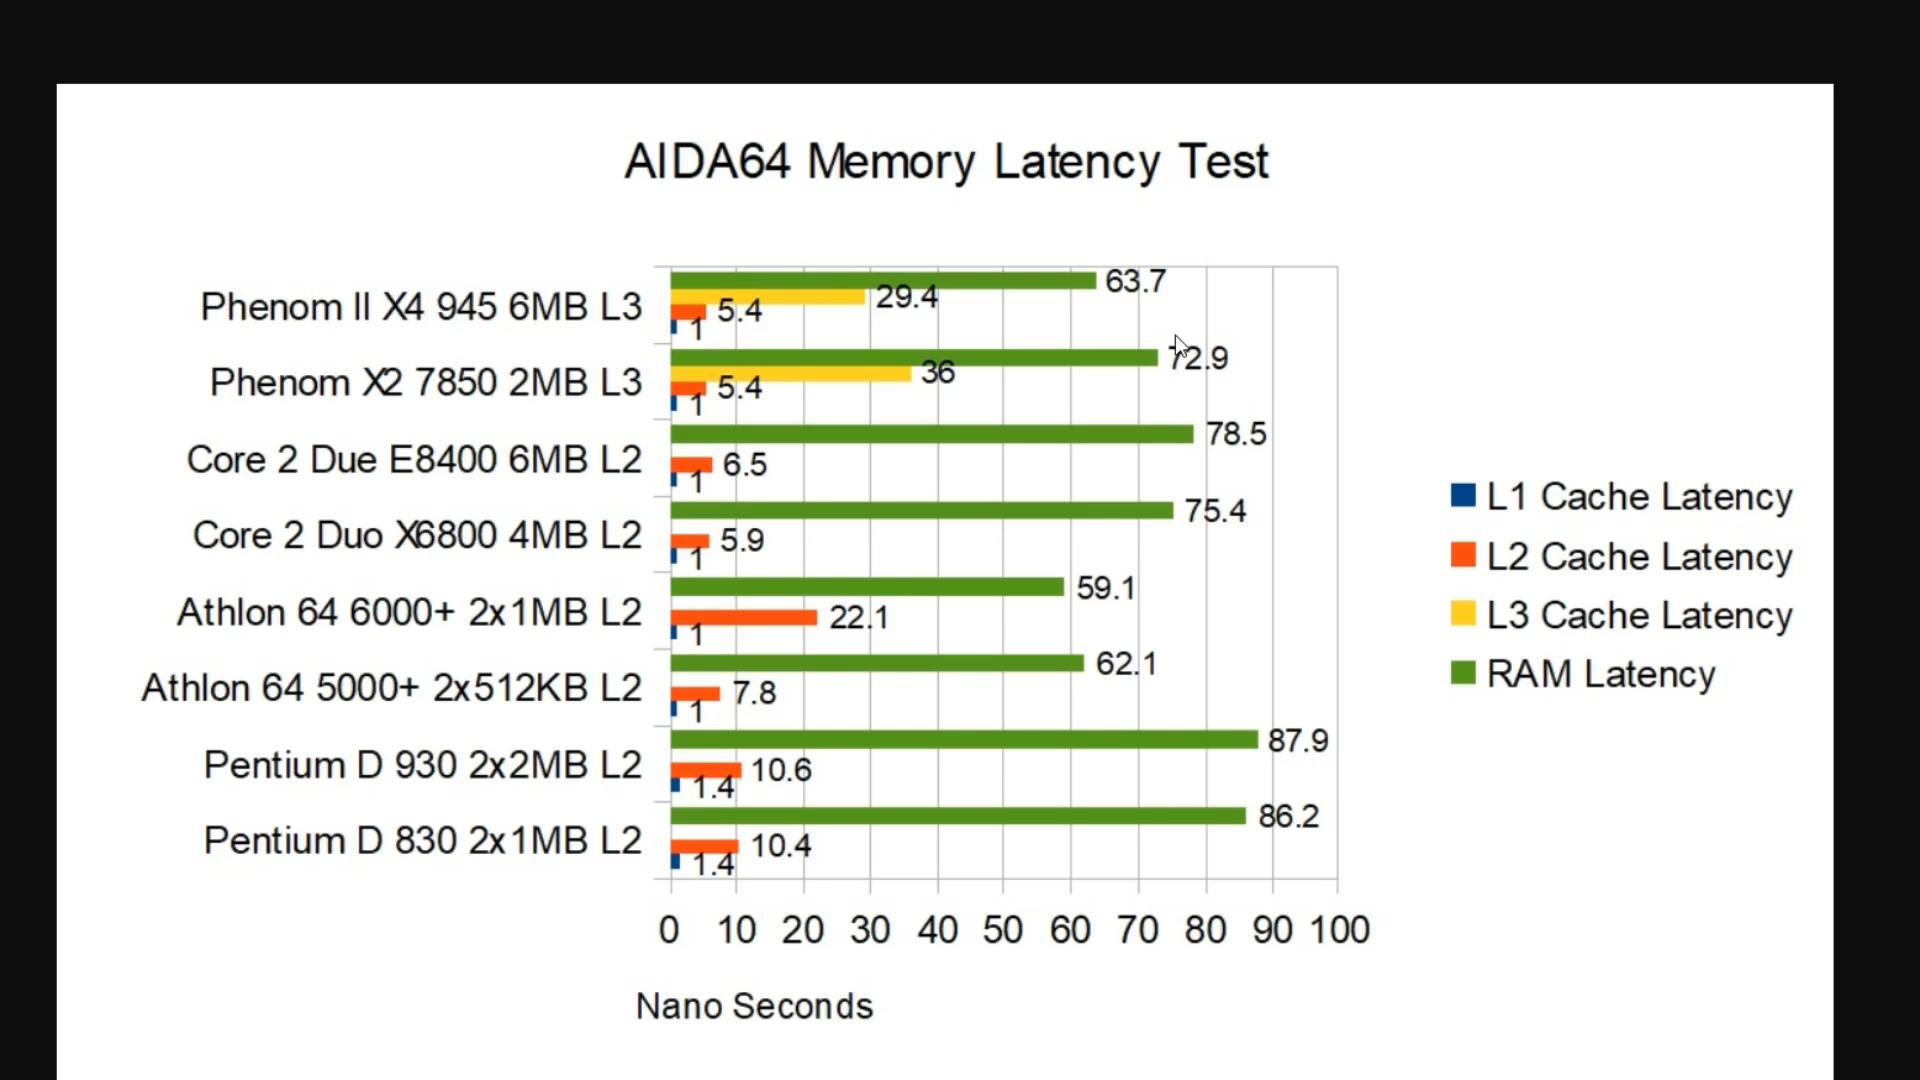 AIDA64 Memory Latency Test
Phenom II X4 945 6MB L3
63.7
29.4
5.4
1
Phenom X2 7850 2MB L3
72.9
36
5.4
1
Core 2 Due E8400 6MB L2
78.5
6.5
1
Core 2 Duo X6800 4MB L2
75.4
5.9
1
Athlon 64 6000+ 2x1MB L2
59.1
22.1
1
Athlon 64 5000+ 2x512KB L2
62.1
7.8
1
Pentium D 930 2x2MB L2
87.9
10.6
1.4
Pentium D 830 2x1MB L2
86.2
10.4
1.4
0 10 20 30 40 50 60 70 80 90 100
Nano Seconds
L1 Cache Latency
L2 Cache Latency
L3 Cache Latency
RAM Latency